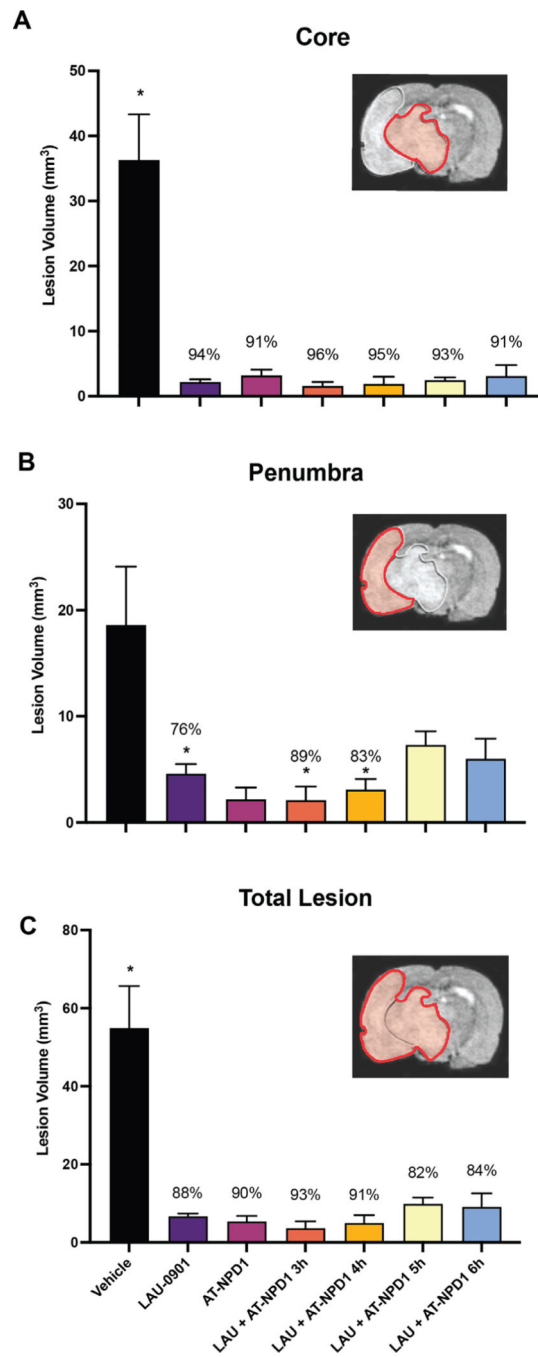 A
Core
Lesion Volume (mm³)
50
40
30
20
10
0
*
94%
91%
96%
95%
93%
91%
B
Penumbra
Lesion Volume (mm³)
30
20
10
0
76%
*
89%
*
83%
*
Total Lesion
C
Lesion Volume (mm³)
80
60
40
20
0
*
88%
90%
93%
91%
82%
84%
Vehicle
LAU-0901
AT-NPD1
LAU + AT-NPD1 3h
LAU + AT-NPD1 4h
LAU + AT-NPD1 5h
LAU + AT-NPD1 6h